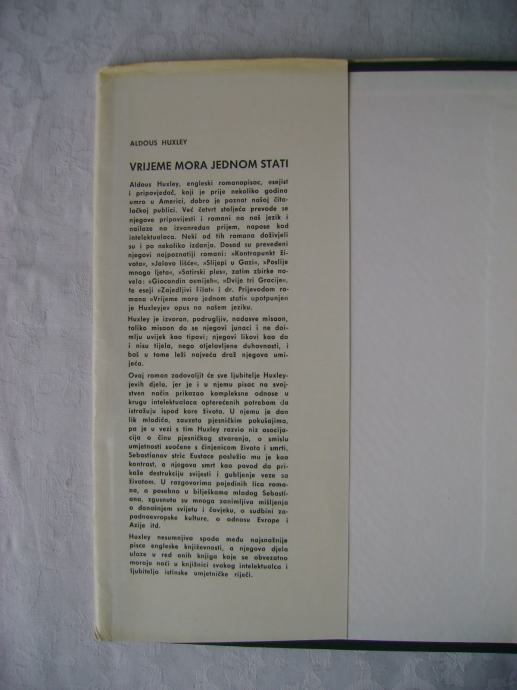 ALDOUS HUXLEY
VRIJEME MORA JEDNOM STATI
Aldous Huxley, engleski romanopisac, esejist
i pripovjedač, koji je prije nekoliko godina
umro u Americi, dobro je poznat našoj čita-
lačkoj publici. Već četvrt stoljeća prevode se
njegove pripovijesti i romani na naš jezik i
nailaze na izvanredan prijem, napose kod
intelektualaca. Neki od tih romana doživjeli
su i po nekoliko izdanja. Dosad su prevedeni
njegovi najpoznatiji romani: »Kontrapunkt ži-
vota«, »Jalovo lišće«, »Slijepi u Gazi«, »Poslije
mnogo ljeta«, »Satirski ples«, zatim zbirke no-
vela: »Giocondin osmijeh«, »Dvije tri Gracije«,
te eseji »Zajedljivi Pilat« i dr. Prijevodom ro-
mana »Vrijeme mora jednom stati« upotpunjen
je Huxleyjev opus na našem jeziku.
Huxley je izvoran, podrugljiv, nadasve misaon,
toliko misaon da se njegovi junaci i ne doi-
mlju uvijek kao tipovi; njegovi likovi kao da
i nisu tijela, nego otjelovljene duhovnosti, i
baš u tome leži najveća draž njegova umi-
jeća.
Ovaj roman zadovoljit će sve ljubitelje Huxley-
jevih djela, jer je i u njemu pisac na svoj-
stven način prikazao kompleksne odnose u
krugu intelektualaca opterećenih potrebom da
istražuju ispod kore života. U njemu je dan
lik mladića, zauzeta pjesničkim pokušajima,
pa je u vezi s tim Huxley razvio niz asocija-
cija o činu pjesničkog stvaranja, o smislu
umjetnosti suočene s činjenicom života i smrti.
Sebastianov stric Eustace poslužio mu je kao
kontrast, a njegova smrt kao povod da pri-
kaže destrukciju svijesti i gubljenje veze sa
životom. U razgovorima pojedinih lica roma-
na, a posebno u bilješkama mladog Sebasti-
ana, zgusnuta su mnoga zanimljiva mišljenja
o današnjem svijetu i čovjeku, o sudbini za-
padnoevropske kulture, o odnosu Evrope i
Azije itd.
Huxley nesumnjivo spada među najsnažnije
pisce engleske književnosti, a njegova djela
ulaze u red onih knjiga koje se obvezatno
moraju naći u knjižnici svakog intelektualca i
ljubitelja istinske umjetničke riječi.